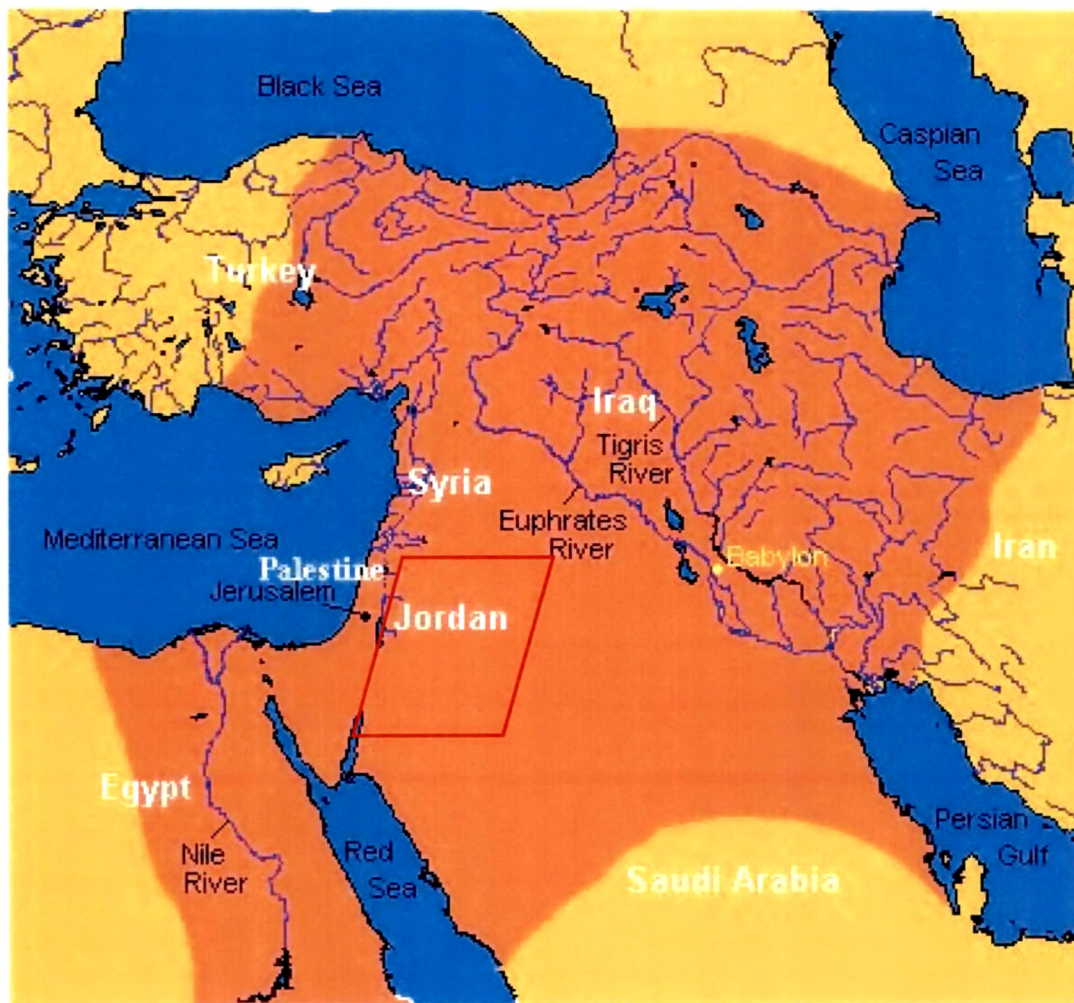 Black Sea
Caspian
Sea
Turkey
Iraq
Tigris
River
Syria
Euphrates
River
Mediterranean Sea
Iran
Babylon
Palestine
Jerusalem
Jordan
Egypt
Nile
River
Red
Sea
Saudi Arabia
Persian
Gulf